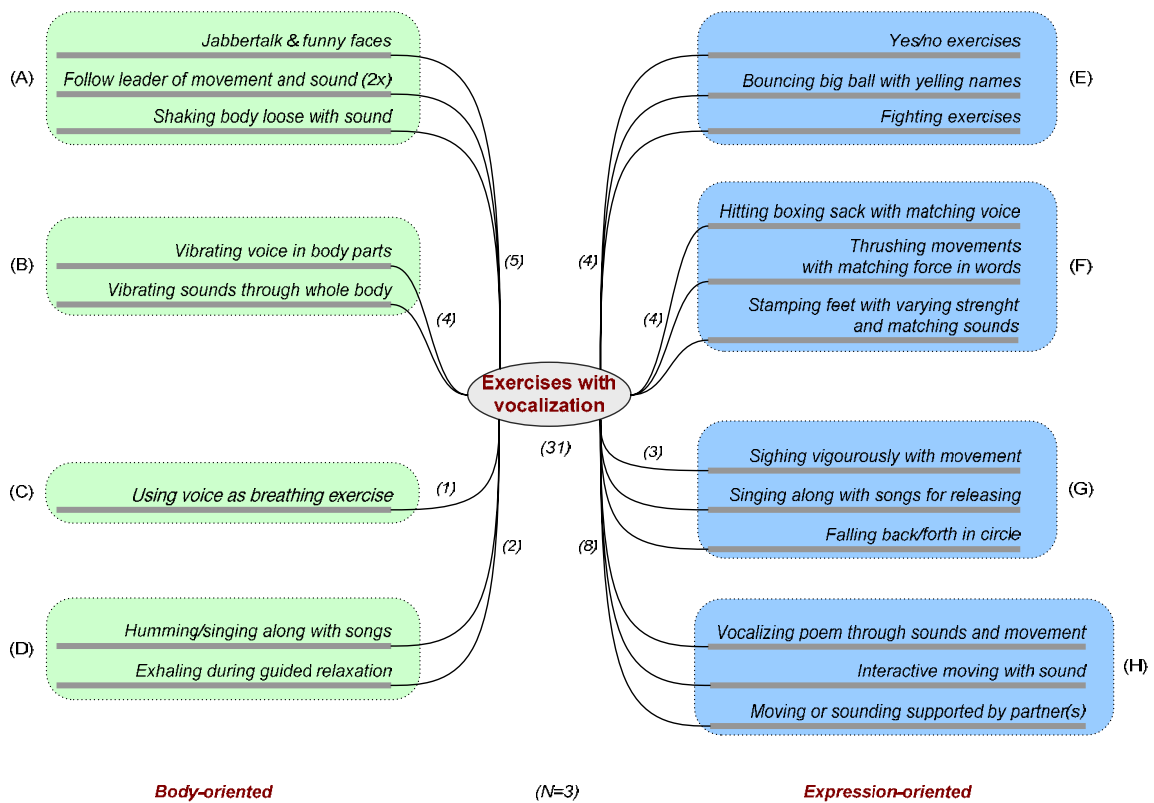 (A)
Jabbertalk & funny faces
Follow leader of movement and sound (2x)
Shaking body loose with sound
(B)
Vibrating voice in body parts
Vibrating sounds through whole body
(C)
Using voice as breathing exercise
(D)
Humming/singing along with songs
Exhaling during guided relaxation
Body-oriented
(5)
(4)
(1)
(2)
Exercises with
vocalization
(31)
(N=3)
(4)
(4)
(3)
(8)
(E)
Yes/no exercises
Bouncing big ball with yelling names
Fighting exercises
(F)
Hitting boxing sack with matching voice
Thrushing movements
with matching force in words
Stamping feet with varying strenght
and matching sounds
(G)
Sighing vigourously with movement
Singing along with songs for releasing
Falling back/forth in circle
(H)
Vocalizing poem through sounds and movement
Interactive moving with sound
Moving or sounding supported by partner(s)
Expression-oriented